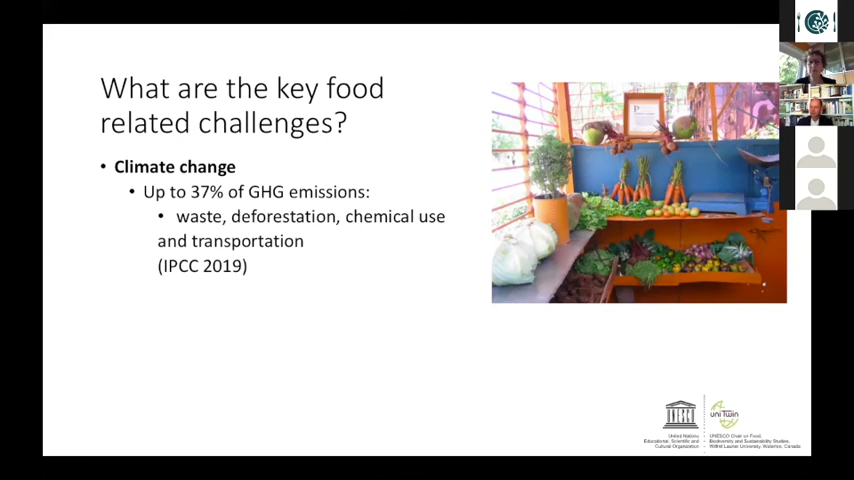 What are the key food
related challenges?
• Climate change
• Up to 37% of GHG emissions:
• waste, deforestation, chemical use
and transportation
(IPCC 2019)
UNESCO
United Nations
Educational, Scientific and
Cultural Organization
uniTwin
UNESCO Chair on Food,
Biodiversity and Sustainability Studies,
Wilfrid Laurier University, Waterloo, Canada